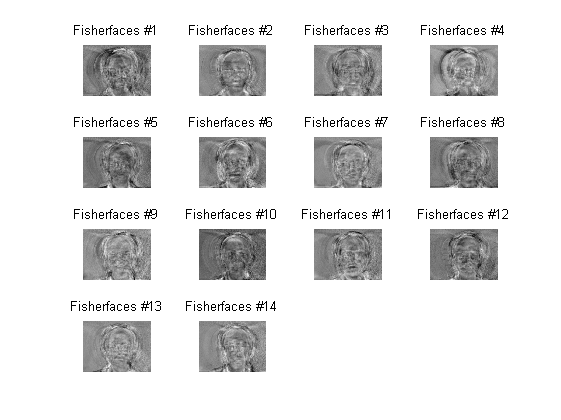 Fisherfaces #1 Fisherfaces #2 Fisherfaces #3 Fisherfaces #4
Fisherfaces #5 Fisherfaces #6 Fisherfaces #7 Fisherfaces #8
Fisherfaces #9 Fisherfaces #10 Fisherfaces #11 Fisherfaces #12
Fisherfaces #13 Fisherfaces #14